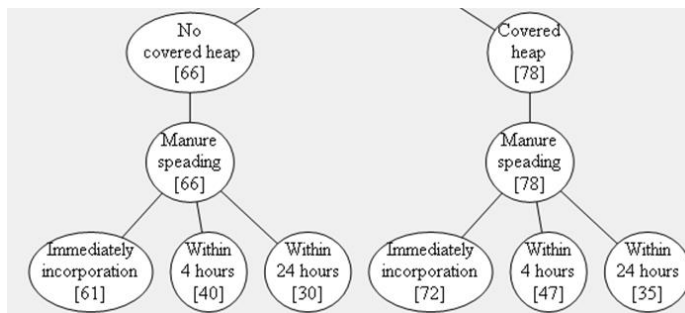 No
covered heap
[66]
Covered
heap
[78]
Manure
speading
[66]
Manure
speading
[78]
Immediately
incorporation
[61]
Within
4 hours
[40]
Within
24 hours
[30]
Immediately
incorporation
[72]
Within
4 hours
[47]
Within
24 hours
[35]